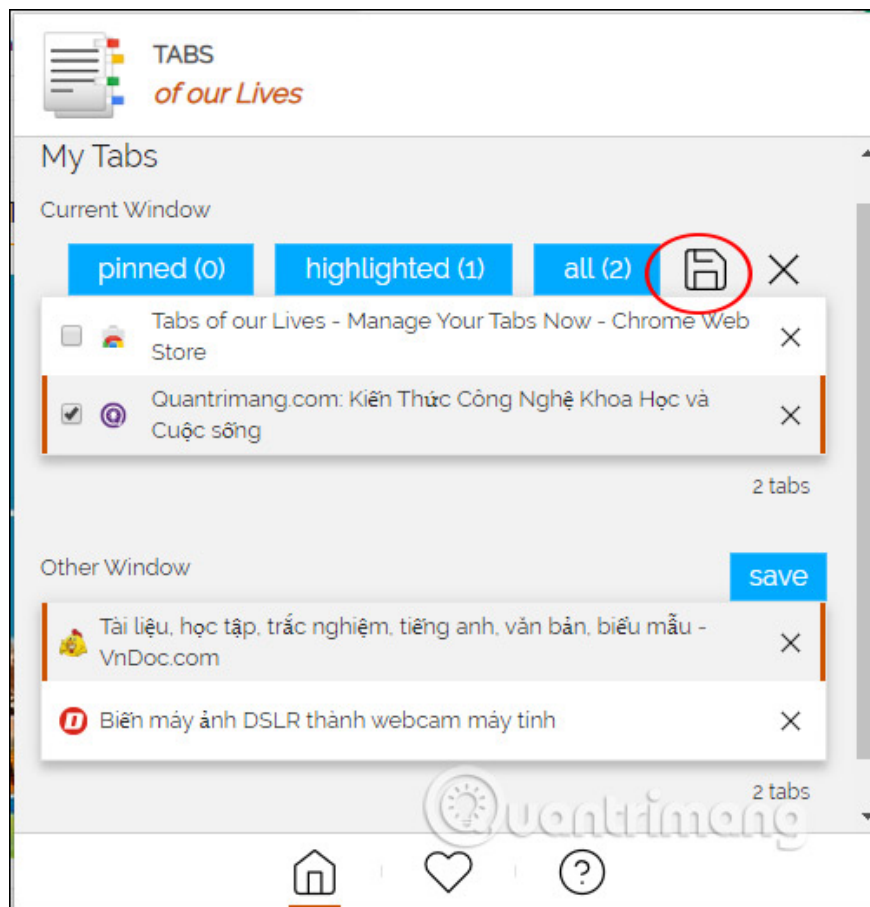 TABS
of our Lives
My Tabs
Current Window
pinned (0)
highlighted (1)
all (2)
Tabs of our Lives - Manage Your Tabs Now - Chrome Web
Store
Quantrimang.com: Kiến Thức Công Nghệ Khoa Học và
Cuộc sống
2 tabs
Other Window
save
Tài liệu, học tập, trắc nghiệm, tiếng anh, văn bản, biểu mẫu -
VnDoc.com
Biến máy ảnh DSLR thành webcam máy tính
2 tabs
Quantrimang